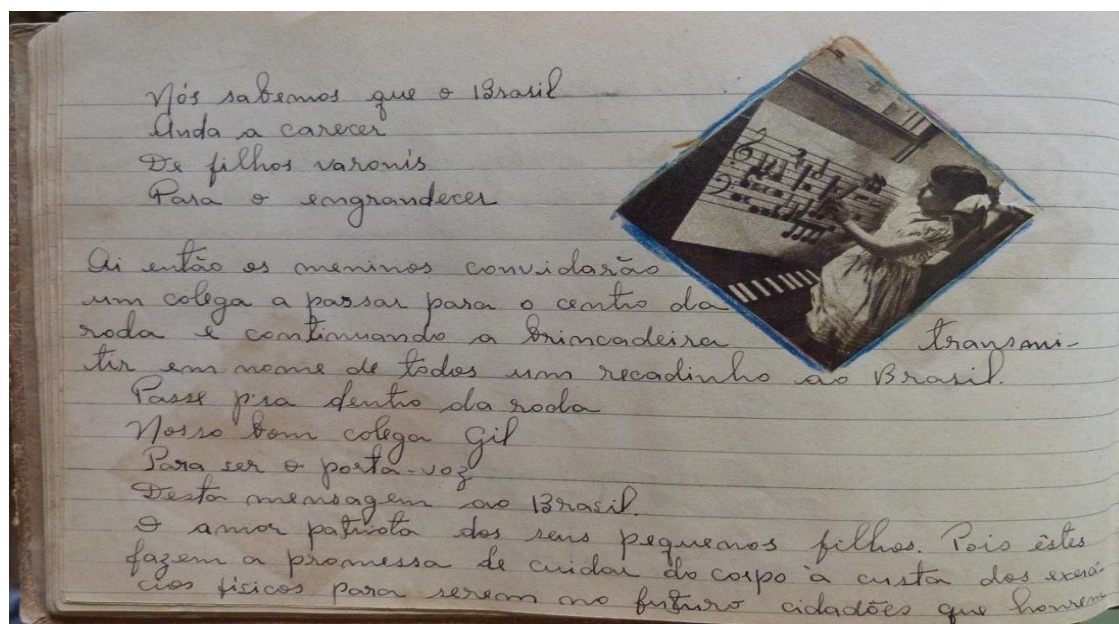 Nós sabemos que o Brasil
Anda a carecer
De filhos varonis
Para o engrandecer
Ai então os meninos convidarão
um colega a passar para o centro da
roda e continuando a brincadeira transmi-
tir em nome de todos um recadinho ao Brasil.
Passe p'ra dentro da roda
Nosso bom colega Gil
Para ser o porta-voz
Desta mensagem ao Brasil.
O amor patriota dos seus pequenos filhos. Pois êstes
fazem a promessa de cuidar do corpo à custa dos exerci-
cios físicos para serem no futuro cidadões que honrem